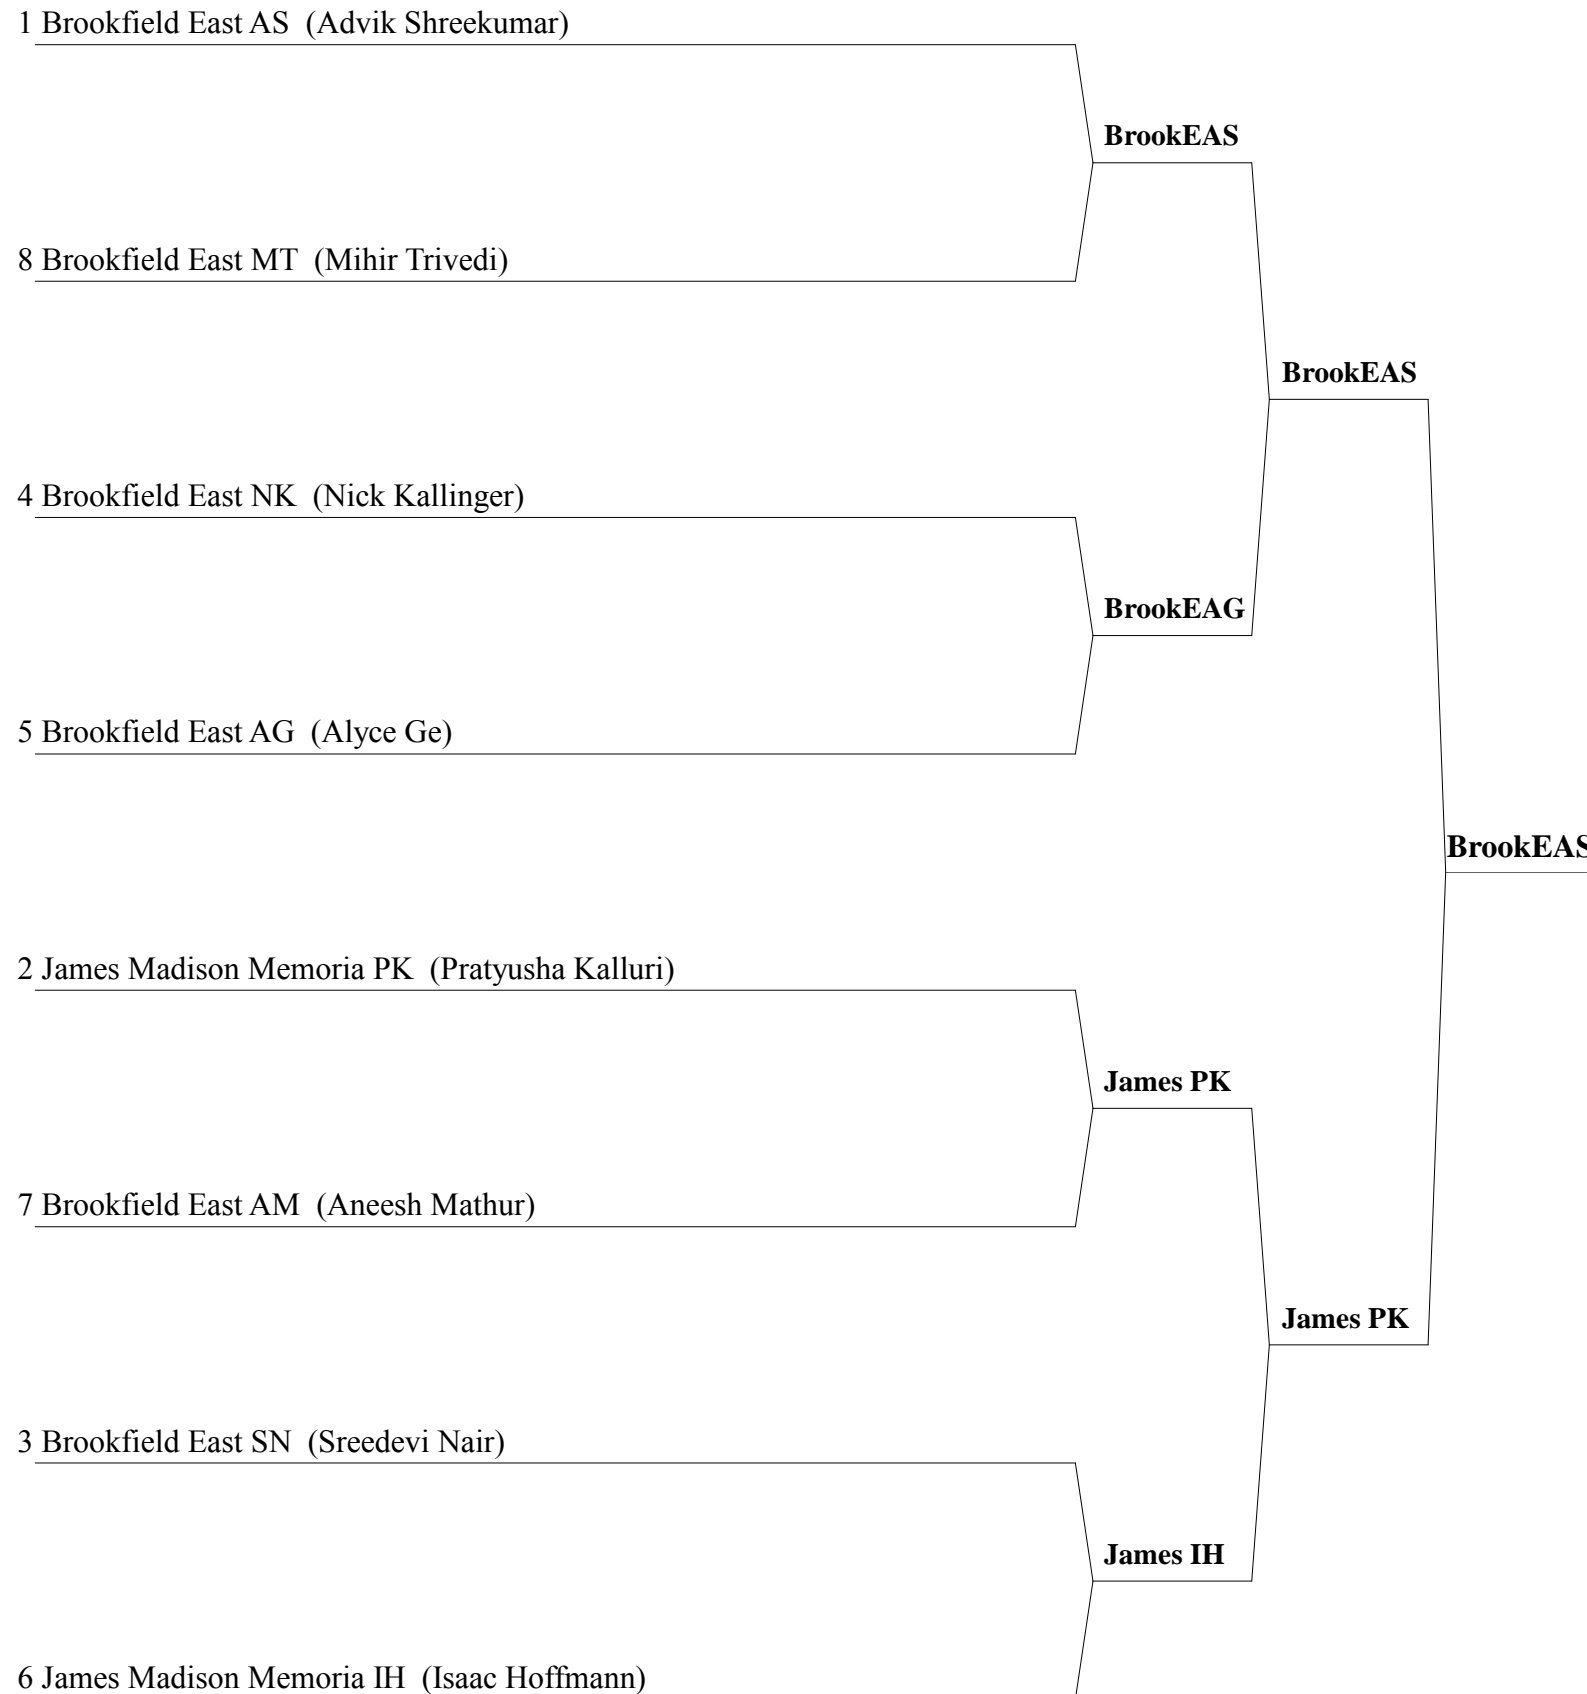 1 Brookfield East AS (Advik Shreekumar)
BrookEAS
8 Brookfield East MT (Mihir Trivedi)
BrookEAS
4 Brookfield East NK (Nick Kallinger)
BrookEAG
5 Brookfield East AG (Alyce Ge)
BrookEAS
2 James Madison Memoria PK (Pratyusha Kalluri)
James PK
7 Brookfield East AM (Aneesh Mathur)
James PK
3 Brookfield East SN (Sreedevi Nair)
James IH
6 James Madison Memoria IH (Isaac Hoffmann)